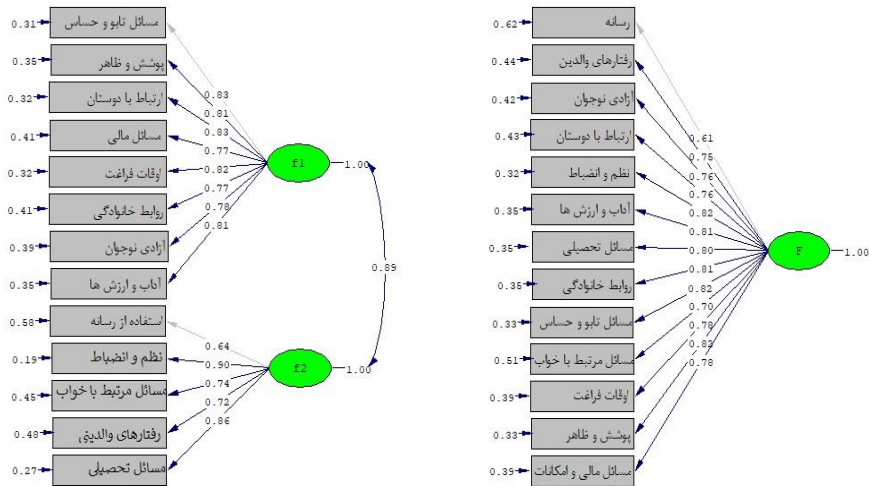 0.31 مسائل تابو و حساس
0.35 پوشش و ظاهر
0.32 ارتباط با دوستان
0.41 مسائل مالی
0.32 اوقات فراغت
0.41 روابط خانوادگی
0.39 آزادی نوجوان
0.35 آداب و ارزش ها
0.58 استفاده از رسانه
0.19 نظم و انضباط
0.45 مسائل مرتبط با خواب
0.48 رفتارهای والدینی
0.27 مسائل تحصیلی
0.83
0.81
0.83
0.77
0.82
0.77
0.78
0.81
f1
1.00
0.89
0.64
0.90
0.74
0.72
0.86
f2
1.00
0.62 رسانه
0.44 رفتارهای والدین
0.42 آزادی نوجوان
0.43 ارتباط با دوستان
0.32 نظم و انضباط
0.35 آداب و ارزش ها
0.35 مسائل تحصیلی
0.35 روابط خانوادگی
0.33 مسائل تابو و حساس
0.51 مسائل مرتبط با خواب
0.39 اوقات فراغت
0.33 پوشش و ظاهر
0.39 مسائل مالی و امکانات
0.61
0.75
0.76
0.76
0.82
0.81
0.80
0.81
0.82
0.70
0.78
0.82
0.78
F
1.00